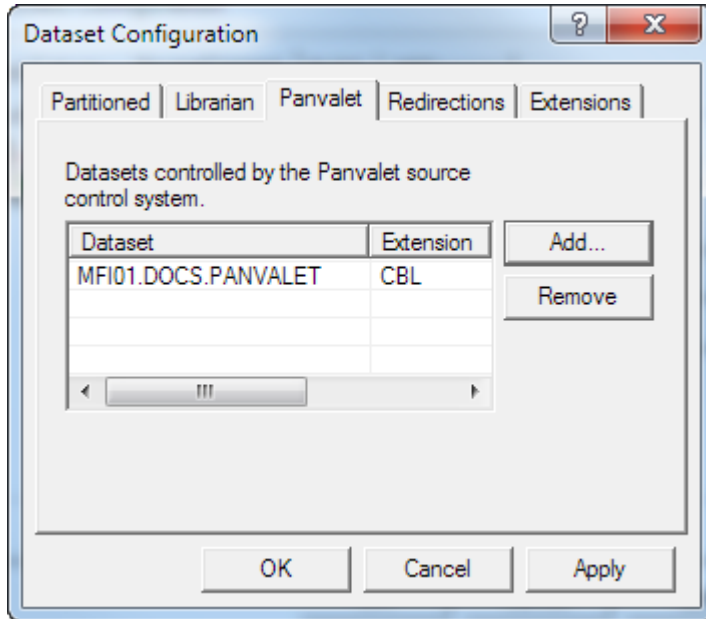 Dataset Configuration
Partitioned Librarian Panvalet Redirections Extensions
Datasets controlled by the Panvalet source
control system.
Dataset Extension
MFI01.DOCS.PANVALET CBL
Add...
Remove
OK Cancel Apply